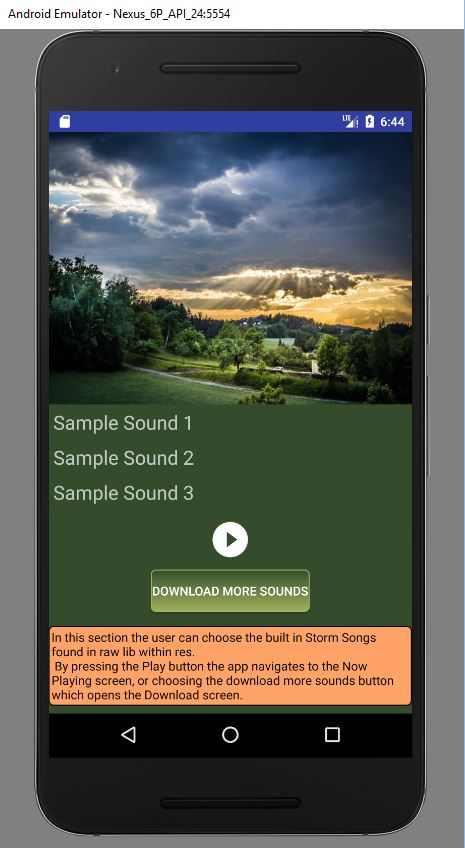 Android Emulator - Nexus_6P_API_24:5554
LTE 6:44
Sample Sound 1
Sample Sound 2
Sample Sound 3
DOWNLOAD MORE SOUNDS
In this section the user can choose the built in Storm Songs
found in raw lib within res.
By pressing the Play button the app navigates to the Now
Playing screen, or choosing the download more sounds button
which opens the Download screen.